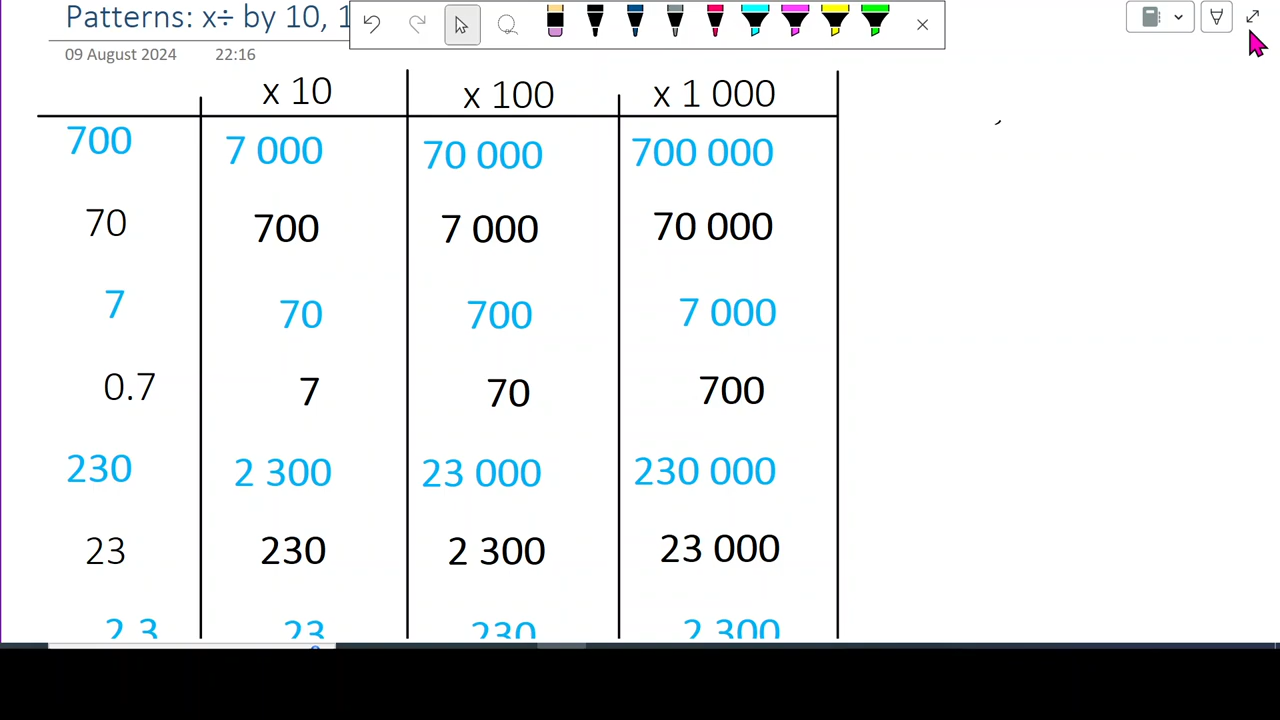 Patterns: x÷ by 10, 1
09 August 2024 22:16
x 10 x 100 x 1 000
700 7 000 70 000 700 000
70 700 7 000 70 000
7 70 700 7 000
0.7 7 70 700
230 2 300 23 000 230 000
23 230 2 300 23 000
2.3 23 230 2 300